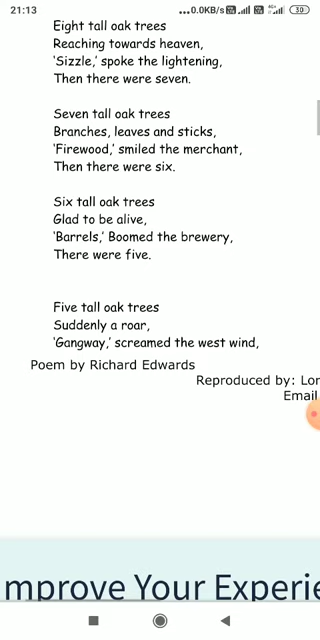 21:13
...0.0KB/s
4G+
30
Eight tall oak trees
Reaching towards heaven,
‘Sizzle,’ spoke the lightening,
Then there were seven.
Seven tall oak trees
Branches, leaves and sticks,
‘Firewood,’ smiled the merchant,
Then there were six.
Six tall oak trees
Glad to be alive,
‘Barrels,’ Boomed the brewery,
There were five.
Five tall oak trees
Suddenly a roar,
‘Gangway,’ screamed the west wind,
Poem by Richard Edwards
Reproduced by: Lor
Email
mprove Your Experie